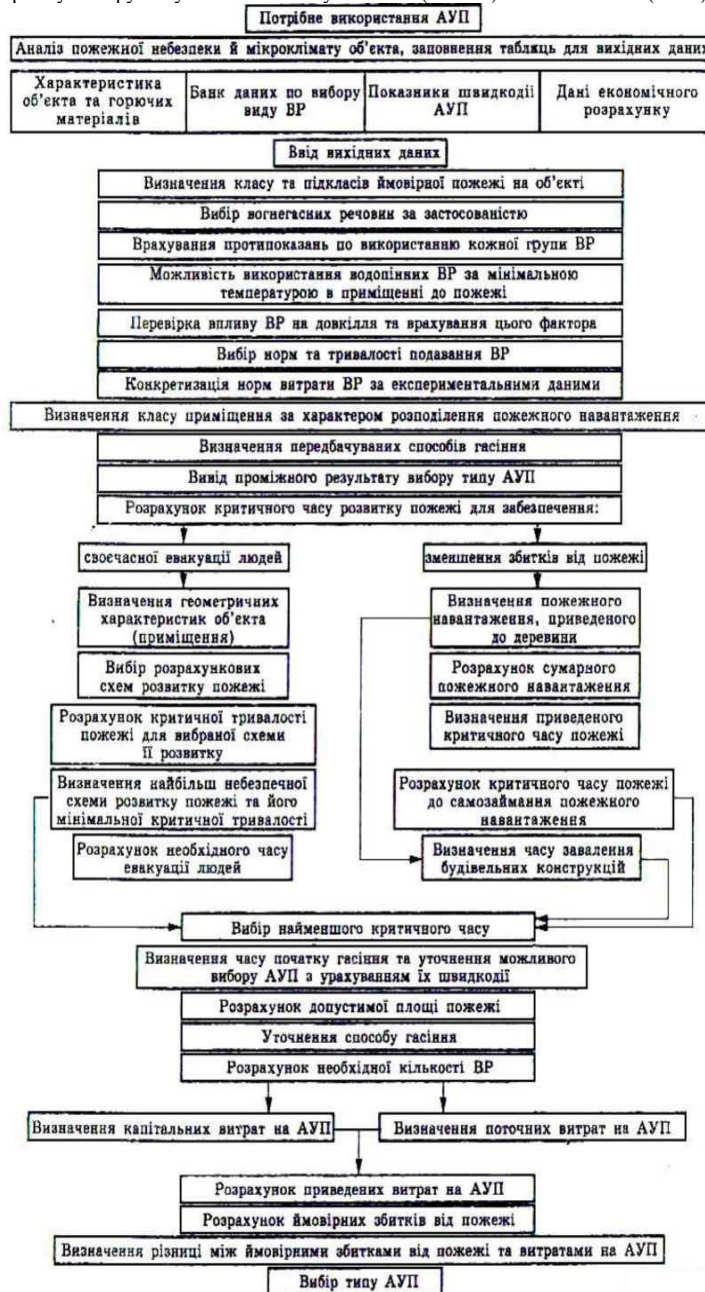 Потрібне використання АУП
Аналіз пожежної небезпеки й мікроклімату об'єкта, заповнення таблиць для вихідних даних
Характеристика
об'єкта та горючих
матеріалів
Банк даних по вибору
виду ВР
Показники швидкодії
АУП
Дані економічного
розрахунку
Ввід вихідних даних
Визначення класу та підкласів ймовірної пожежі на об'єкті
Вибір вогнегасних речовин за застосованістю
Врахування протипоказань по використанню кожної групи ВР
Можливість використання водопінних ВР за мінімальною
температурою в приміщенні до пожежі
Перевірка впливу ВР на довкілля та врахування цього фактора
Вибір норм та тривалості подавання ВР
Конкретизація норм витрати ВР за експериментальними даними
Визначення класу приміщення за характером розподілення пожежного навантаження
Визначення передбачуваних способів гасіння
Вивід проміжного результату вибору типу АУП
Розрахунок критичного часу розвитку пожежі для забезпечення:
своєчасної евакуації людей
Визначення геометричних
характеристик об'єкта
(приміщення)
Вибір розрахункових
схем розвитку пожежі
Розрахунок критичної тривалості
пожежі для вибраної схеми
її розвитку
Визначення найбільш небезпечної
схеми розвитку пожежі та його
мінімальної критичної тривалості
Розрахунок необхідного часу
евакуації людей
зменшення збитків від пожежі
Визначення пожежного
навантаження, приведеного
до деревини
Розрахунок сумарного
пожежного навантаження
Визначення приведеного
критичного часу пожежі
Розрахунок критичного часу пожежі
до самозаймання пожежного
навантаження
Визначення часу завалення
будівельних конструкцій
Вибір найменшого критичного часу
Визначення часу початку гасіння та уточнення можливого
вибору АУП з урахуванням їх швидкодії
Розрахунок допустимої площі пожежі
Уточнення способу гасіння
Розрахунок необхідної кількості ВР
Визначення капітальних витрат на АУП
Визначення поточних витрат на АУП
Розрахунок приведених витрат на АУП
Розрахунок ймовірних збитків від пожежі
Визначення різниці між ймовірними збитками від пожежі та витратами на АУП
Вибір типу АУП